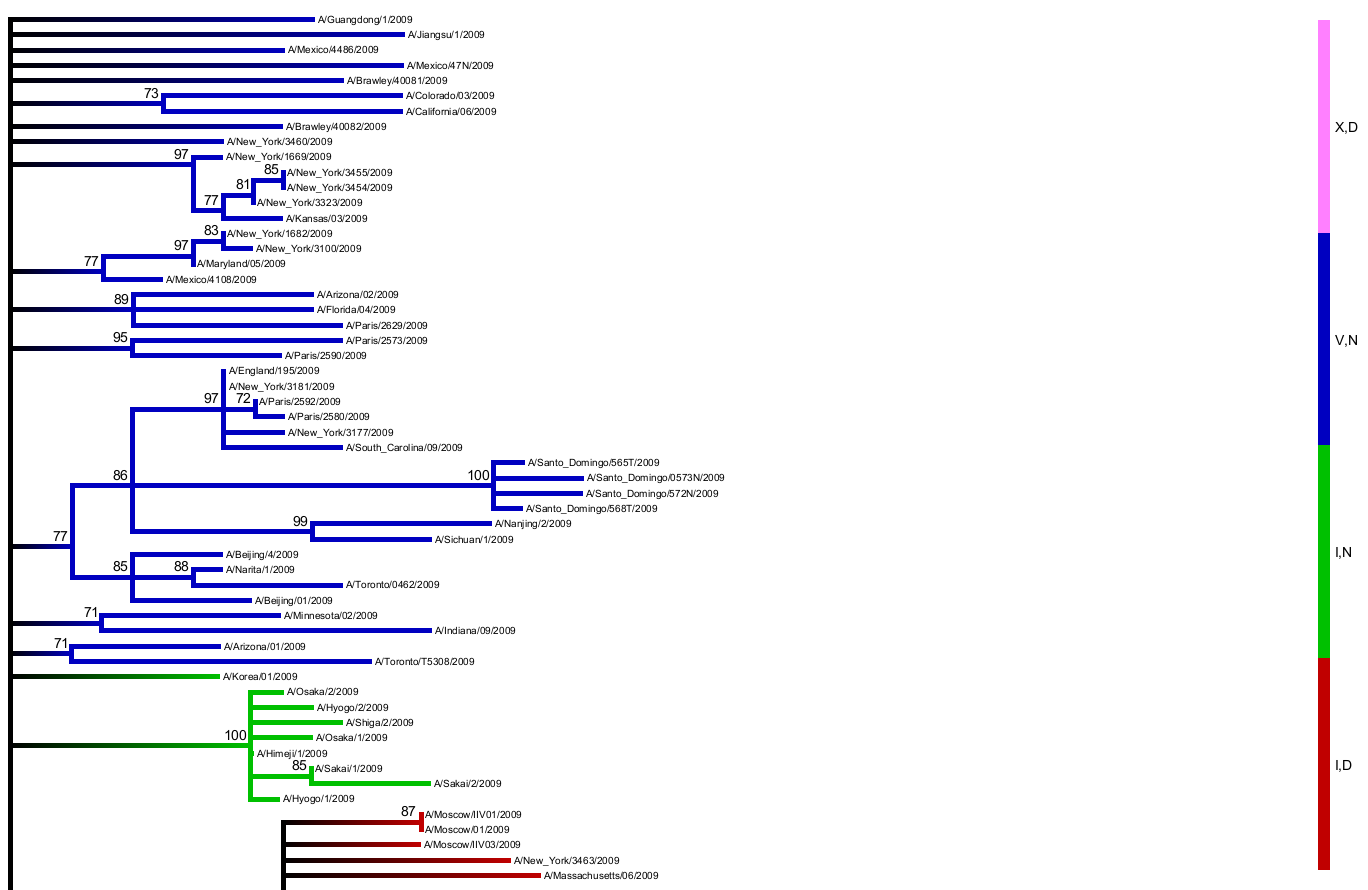 A/Guangdong/1/2009
A/Jiangsu/1/2009
A/Mexico/4486/2009
A/Mexico/47N/2009
A/Brawley/40081/2009
73
A/Colorado/03/2009
A/California/06/2009
X,D
A/Brawley/40082/2009
A/New_York/3460/2009
97
A/New_York/1669/2009
85
A/New_York/3455/2009
81
A/New_York/3454/2009
77
A/New_York/3323/2009
A/Kansas/03/2009
83
A/New_York/1682/2009
97
A/New_York/3100/2009
77
A/Maryland/05/2009
A/Mexico/4108/2009
89
A/Arizona/02/2009
A/Florida/04/2009
A/Paris/2629/2009
95
A/Paris/2573/2009
V,N
A/Paris/2590/2009
A/England/195/2009
A/New_York/3181/2009
97
72
A/Paris/2592/2009
A/Paris/2580/2009
A/New_York/3177/2009
A/South_Carolina/09/2009
A/Santo_Domingo/565T/2009
86
100
A/Santo_Domingo/0573N/2009
A/Santo_Domingo/572N/2009
A/Santo_Domingo/568T/2009
99
A/Nanjing/2/2009
77
A/Sichuan/1/2009
I,N
A/Beijing/4/2009
85
88
A/Narita/1/2009
A/Toronto/0462/2009
A/Beijing/01/2009
71
A/Minnesota/02/2009
A/Indiana/09/2009
71
A/Arizona/01/2009
A/Toronto/T5308/2009
A/Korea/01/2009
A/Osaka/2/2009
A/Hyogo/2/2009
A/Shiga/2/2009
100
A/Osaka/1/2009
A/Himeji/1/2009
85
A/Sakai/1/2009
I,D
A/Sakai/2/2009
A/Hyogo/1/2009
87
A/Moscow/IIV01/2009
A/Moscow/01/2009
A/Moscow/IIV03/2009
A/New_York/3463/2009
A/Massachusetts/06/2009